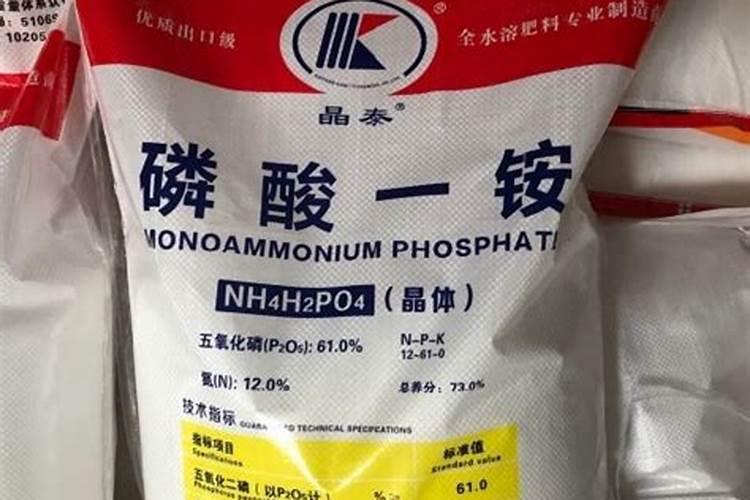 优质出口级
全水溶肥料专业制造商
晶泰®
磷酸一铵
MONOAMMONIUM PHOSPHATE
NH4H2PO4 (晶体)
五氧化磷(P2O5): 61.0%
N-P-K
12-61-0
氮(N): 12.0%
总养分: 73.0%
技术指标
TECHNICAL SPECIFICATIONS
指标项目
Specifications
标准值
Standard value
五氧化二磷 (以P2O5计)
%
61.0